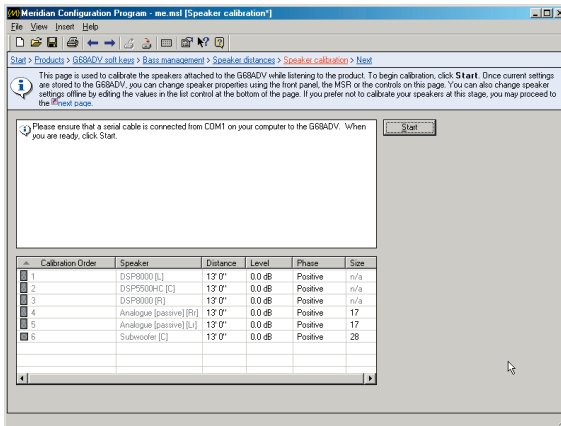 Meridian Configuration Program - me.msl [Speaker calibration*]
File View Insert Help
Start > Products > G68ADV soft keys > Bass management > Speaker distances > Speaker calibration > Next
This page is used to calibrate the speakers attached to the G68ADV while listening to the product. To begin calibration, click Start. Once current settings
are stored to the G68ADV, you can change speaker properties using the front panel, the MSR or the controls on this page. You can also change speaker
settings offline by editing the values in the list control at the bottom of the page. If you prefer not to calibrate your speakers at this stage, you may proceed to
the next page.
Please ensure that a serial cable is connected from COM1 on your computer to the G68ADV. When
you are ready, click Start.
Start
Calibration Order Speaker Distance Level Phase Size
1 DSP8000 [L] 13' 0" 0.0 dB Positive n/a
2 DSP5500HC [C] 13' 0" 0.0 dB Positive n/a
3 DSP8000 [R] 13' 0" 0.0 dB Positive n/a
4 Analogue [passive] [Rr] 13' 0" 0.0 dB Positive 17
5 Analogue [passive] [Lr] 13' 0" 0.0 dB Positive 17
6 Subwoofer [C] 13' 0" 0.0 dB Positive 28